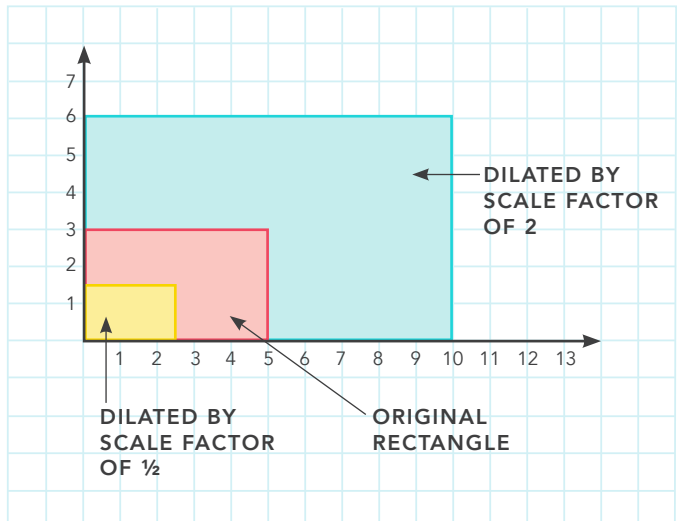 7
6
5
4
3
2
1
1 2 3 4 5 6 7 8 9 10 11 12 13
DILATED BY
SCALE FACTOR
OF 2
DILATED BY
SCALE FACTOR
OF ½
ORIGINAL
RECTANGLE